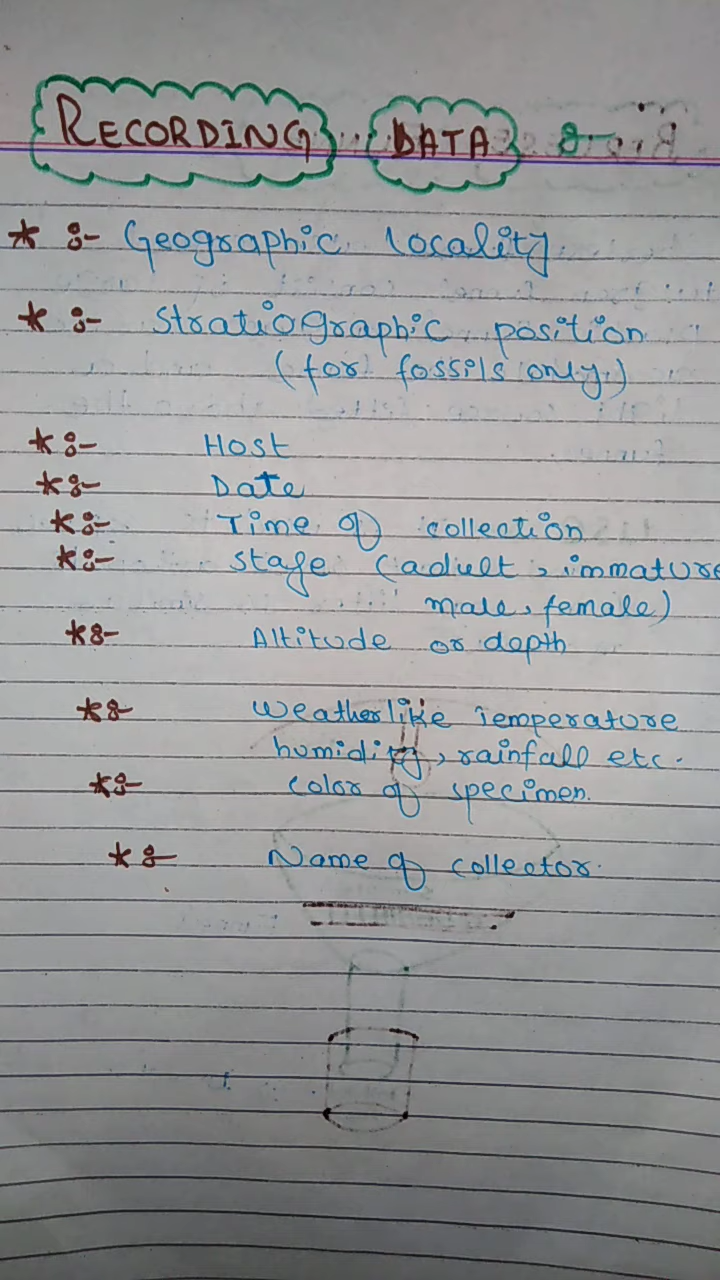 RECORDING DATA :-
* :- Geographic locality
* :- Stratiographic position
(for fossils only.)
* :- Host
* :- Date
* :- Time of collection
* :- Stage (adult, immature
male, female)
* :- Altitude or depth
* :- Weather like Temperature
humidity, rainfall etc.
* :- Color of specimen.
* :- Name of collector.